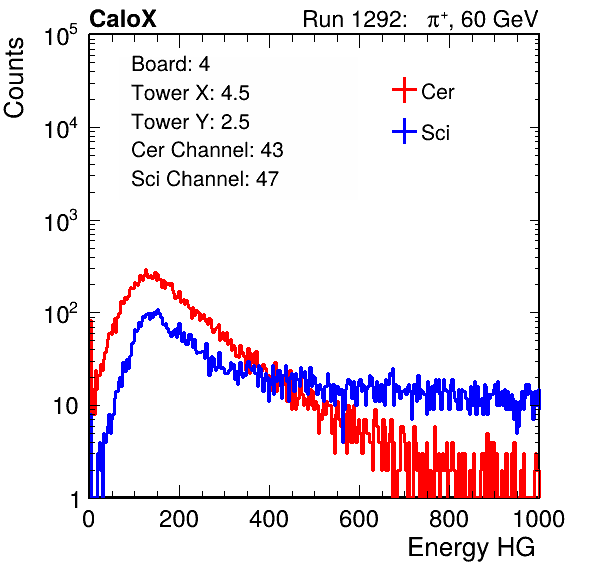 CaloX Run 1292: π⁺, 60 GeV
Counts
10⁵
10⁴
10³
10²
10
1
Board: 4
Tower X: 4.5
Tower Y: 2.5
Cer Channel: 43
Sci Channel: 47
Cer
Sci
0 200 400 600 800 1000
Energy HG